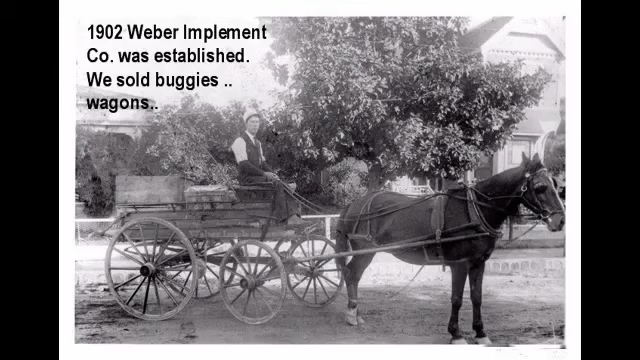 1902 Weber Implement
Co. was established.
We sold buggies ..
wagons..